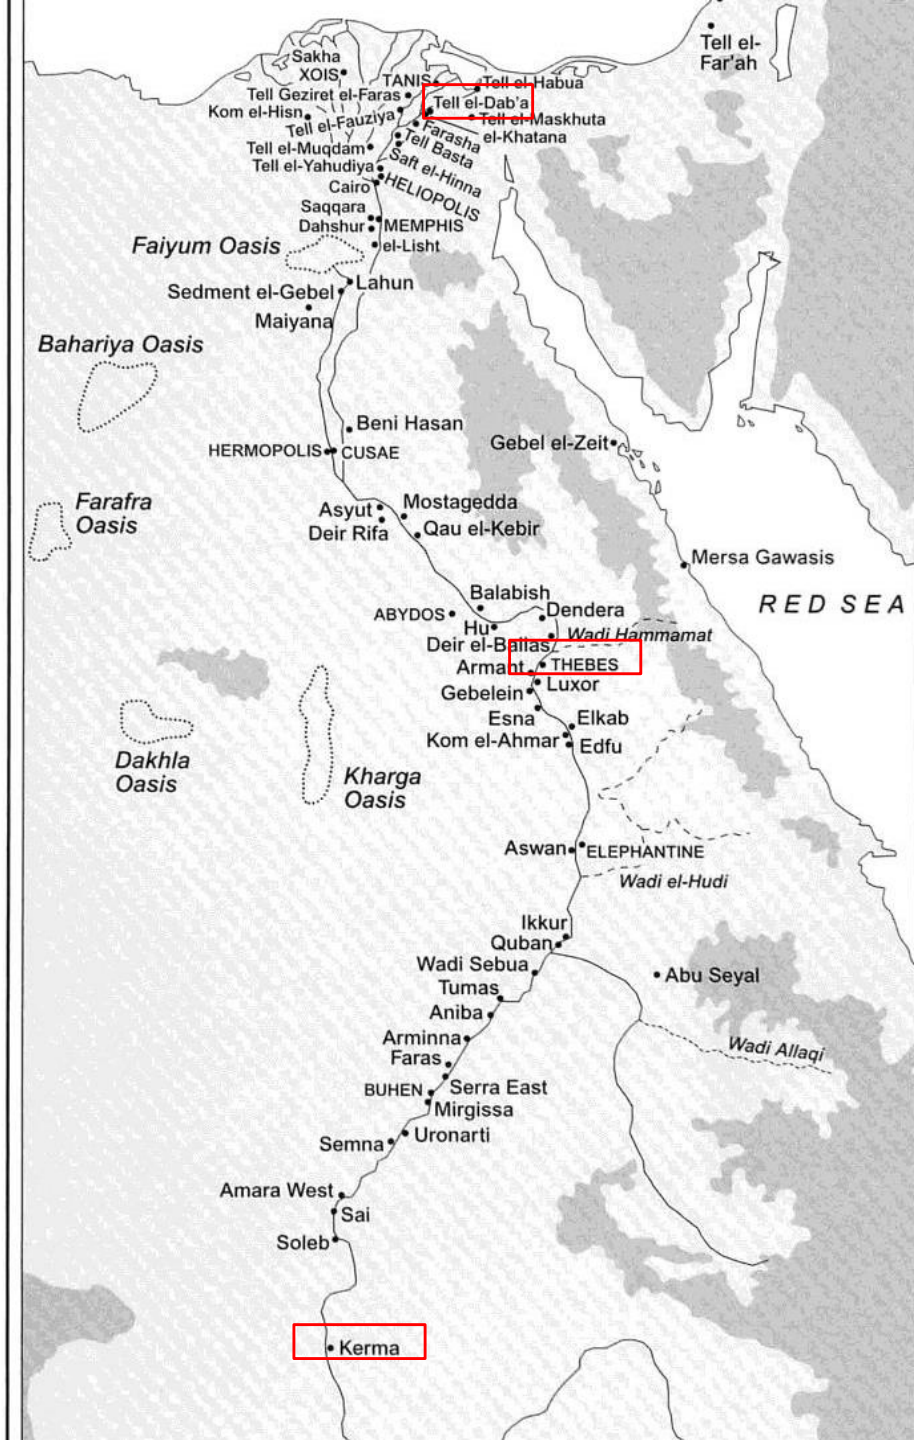 Tell el-
Far'ah
Sakha
XOIS
TANIS
Tell el-Habua
Tell Geziret el-Faras
Tell el-Dab'a
Kom el-Hisn
Tell el-Fauziya
Tell el-Maskhuta
Farasha
el-Khatana
Tell el-Muqdam
Tell Basta
Tell el-Yahudiya
Saft el-Hinna
Cairo
HELIOPOLIS
Saqqara
Dahshur
MEMPHIS
el-Lisht
Faiyum Oasis
Lahun
Sedment el-Gebel
Maiyana
Bahariya Oasis
Beni Hasan
HERMOPOLIS
CUSAE
Gebel el-Zeit
Farafra
Oasis
Asyut
Mostagedda
Deir Rifa
Qau el-Kebir
Mersa Gawasis
RED SEA
Balabish
ABYDOS
Dendera
Hu
Wadi Hammamat
Deir el-Ballas
Armant
THEBES
Luxor
Gebelein
Esna
Elkab
Kom el-Ahmar
Edfu
Dakhla
Oasis
Kharga
Oasis
Aswan
ELEPHANTINE
Wadi el-Hudi
Ikkur
Quban
Wadi Sebua
Abu Seyal
Tumas
Aniba
Arminna
Wadi Allaqi
Faras
BUHEN
Serra East
Mirgissa
Semna
Uronarti
Amara West
Sai
Soleb
Kerma